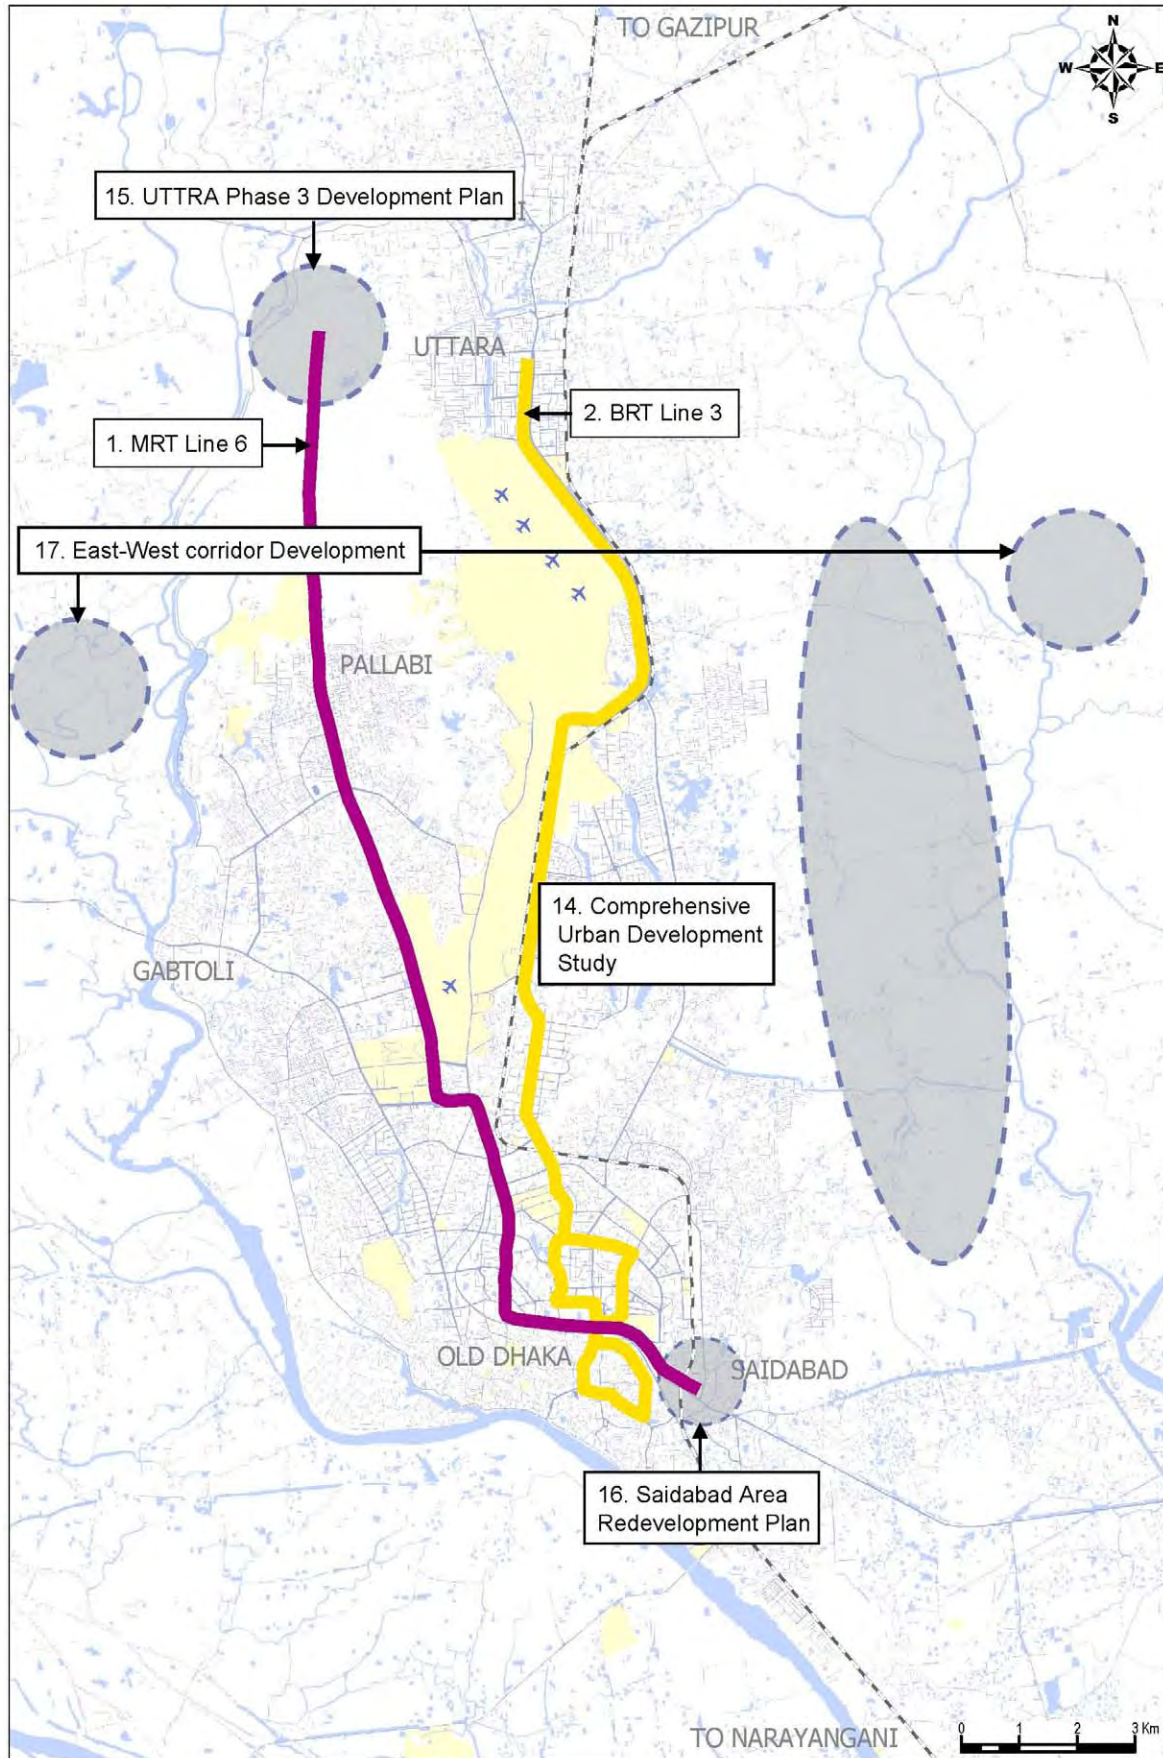 TO GAZIPUR
N
W E
S
15. UTTRA Phase 3 Development Plan
UTTARA
2. BRT Line 3
1. MRT Line 6
17. East-West corridor Development
PALLABI
14. Comprehensive
Urban Development
Study
GABTOLI
OLD DHAKA
SAIDABAD
16. Saidabad Area
Redevelopment Plan
TO NARAYANGANI
0 1 2 3 Km